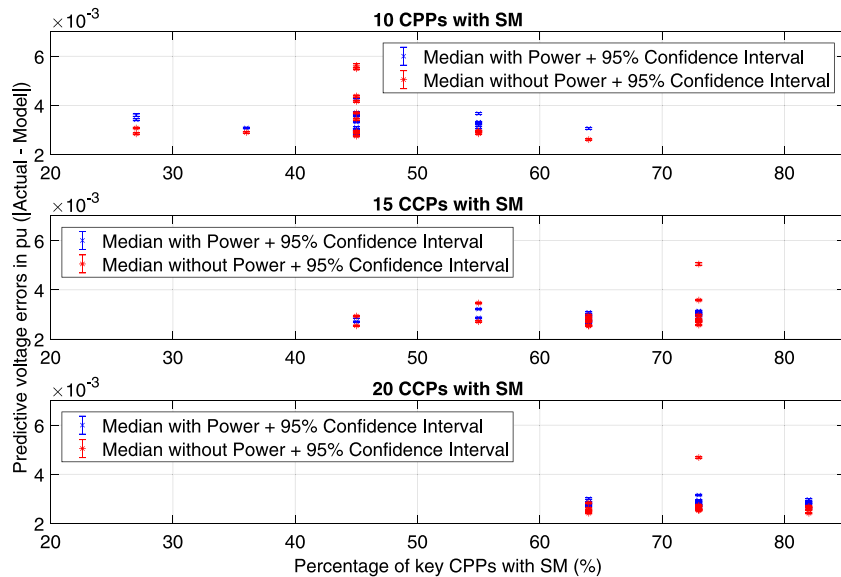 10 CPPs with SM
×10⁻³
6
4
2
20 30 40 50 60 70 80
Median with Power + 95% Confidence Interval
Median without Power + 95% Confidence Interval
15 CCPs with SM
×10⁻³
6
4
2
20 30 40 50 60 70 80
Median with Power + 95% Confidence Interval
Median without Power + 95% Confidence Interval
20 CCPs with SM
×10⁻³
6
4
2
20 30 40 50 60 70 80
Median with Power + 95% Confidence Interval
Median without Power + 95% Confidence Interval
Predictive voltage errors in pu (|Actual - Model|)
Percentage of key CPPs with SM (%)